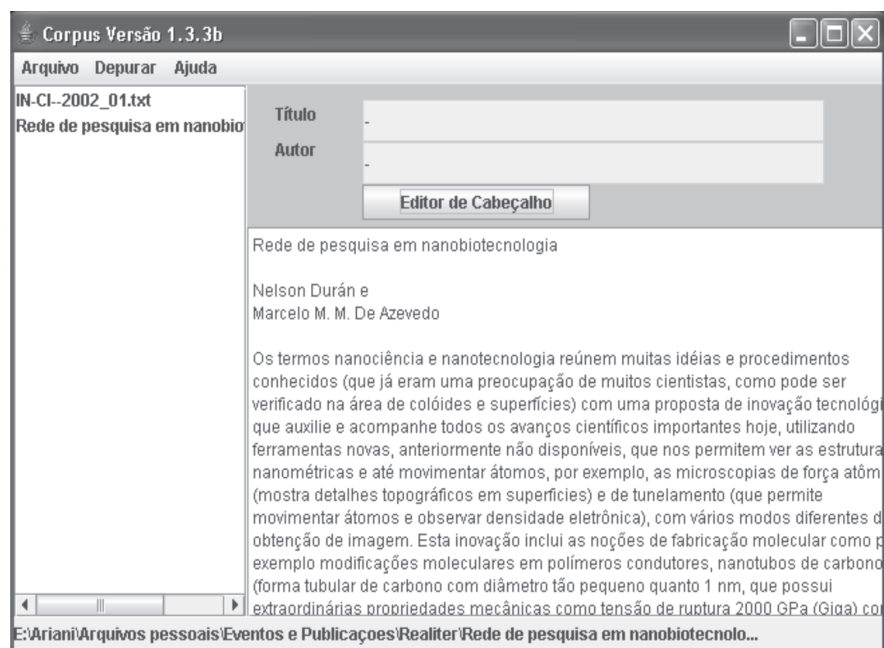 Corpus Versão 1.3.3b
Arquivo Depurar Ajuda
IN-CI--2002_01.txt
Rede de pesquisa em nanobiot
Título -
Autor -
Editor de Cabeçalho
Rede de pesquisa em nanobiotecnologia
Nelson Durán e
Marcelo M. M. De Azevedo
Os termos nanociência e nanotecnologia reúnem muitas idéias e procedimentos
conhecidos (que já eram uma preocupação de muitos cientistas, como pode ser
verificado na área de colóides e superfícies) com uma proposta de inovação tecnológi
que auxilie e acompanhe todos os avanços científicos importantes hoje, utilizando
ferramentas novas, anteriormente não disponíveis, que nos permitem ver as estrutura
nanométricas e até movimentar átomos, por exemplo, as microscopias de força atôm
(mostra detalhes topográficos em superficies) e de tunelamento (que permite
movimentar átomos e observar densidade eletrônica), com vários modos diferentes d
obtenção de imagem. Esta inovação inclui as noções de fabricação molecular como p
exemplo modificações moleculares em polímeros condutores, nanotubos de carbono
(forma tubular de carbono com diâmetro tão pequeno quanto 1 nm, que possui
extraordinárias propriedades mecânicas como tensão de ruptura 2000 GPa (Giga) co
E:\Ariani\Arquivos pessoais\Eventos e Publicaçoes\Realiter\Rede de pesquisa em nanobiotecnolo...